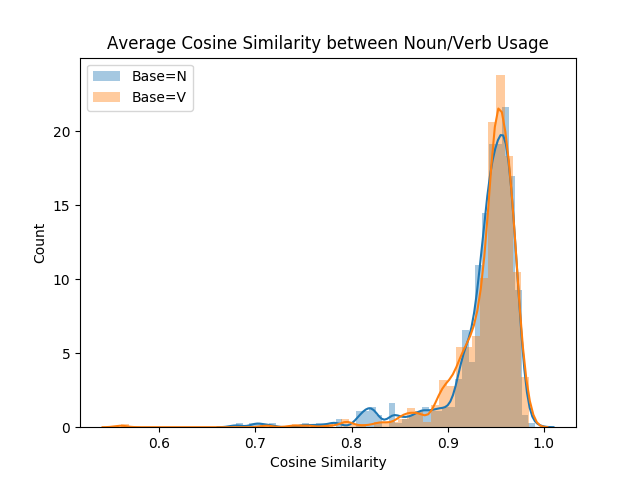 Average Cosine Similarity between Noun/Verb Usage
Base=N
Base=V
Count
20
15
10
5
0
0.6 0.7 0.8 0.9 1.0
Cosine Similarity